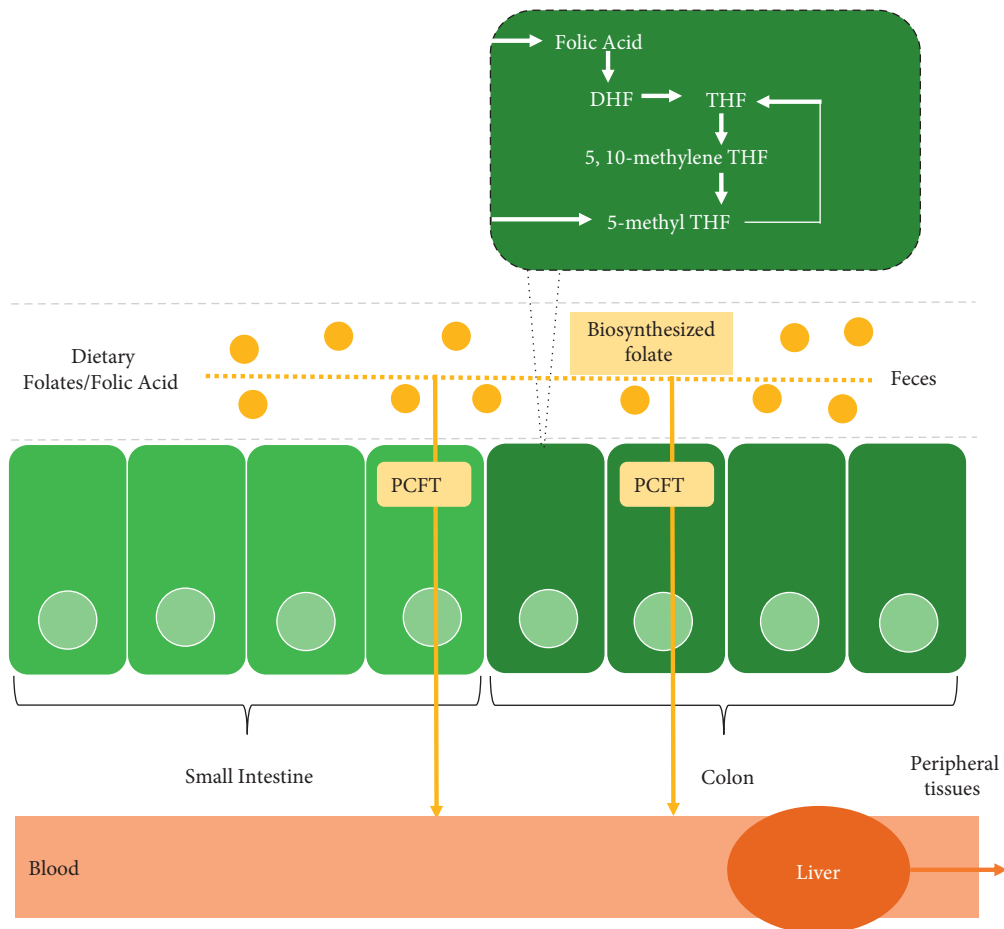 Folic Acid
DHF
THF
5, 10-methylene THF
5-methyl THF
Dietary
Folates/Folic Acid
Biosynthesized
folate
Feces
PCFT
PCFT
Small Intestine
Colon
Peripheral
tissues
Blood
Liver